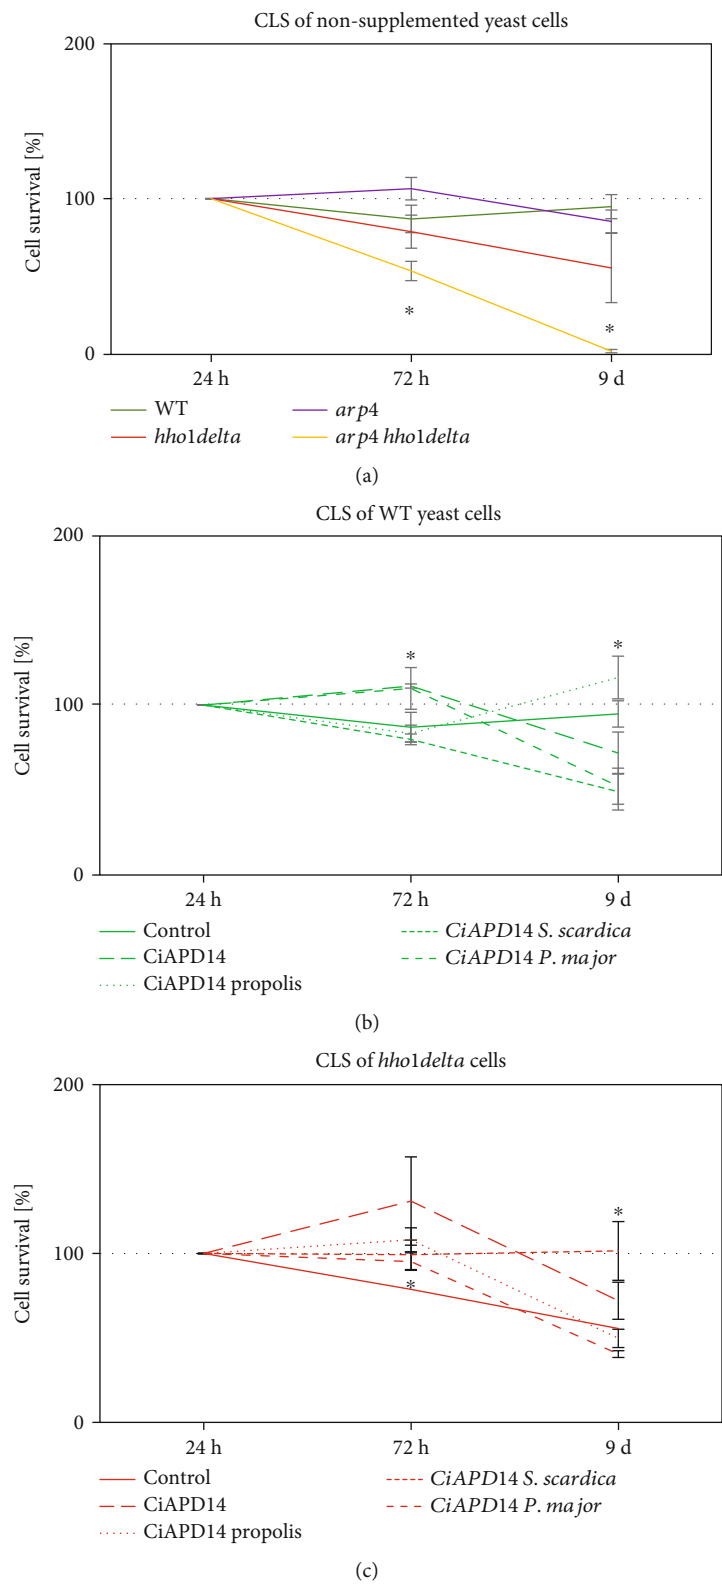 CLS of non-supplemented yeast cells
200
100
0
Cell survival [%]
*
*
24 h 72 h 9 d
WT arp4
hho1delta arp4 hho1delta
(a)
CLS of WT yeast cells
200
100
0
Cell survival [%]
*
*
24 h 72 h 9 d
Control CiAPD14 S. scardica
CiAPD14 CiAPD14 P. major
CiAPD14 propolis
(b)
CLS of hho1delta cells
200
100
0
Cell survival [%]
*
*
24 h 72 h 9 d
Control CiAPD14 S. scardica
CiAPD14 CiAPD14 P. major
CiAPD14 propolis
(c)